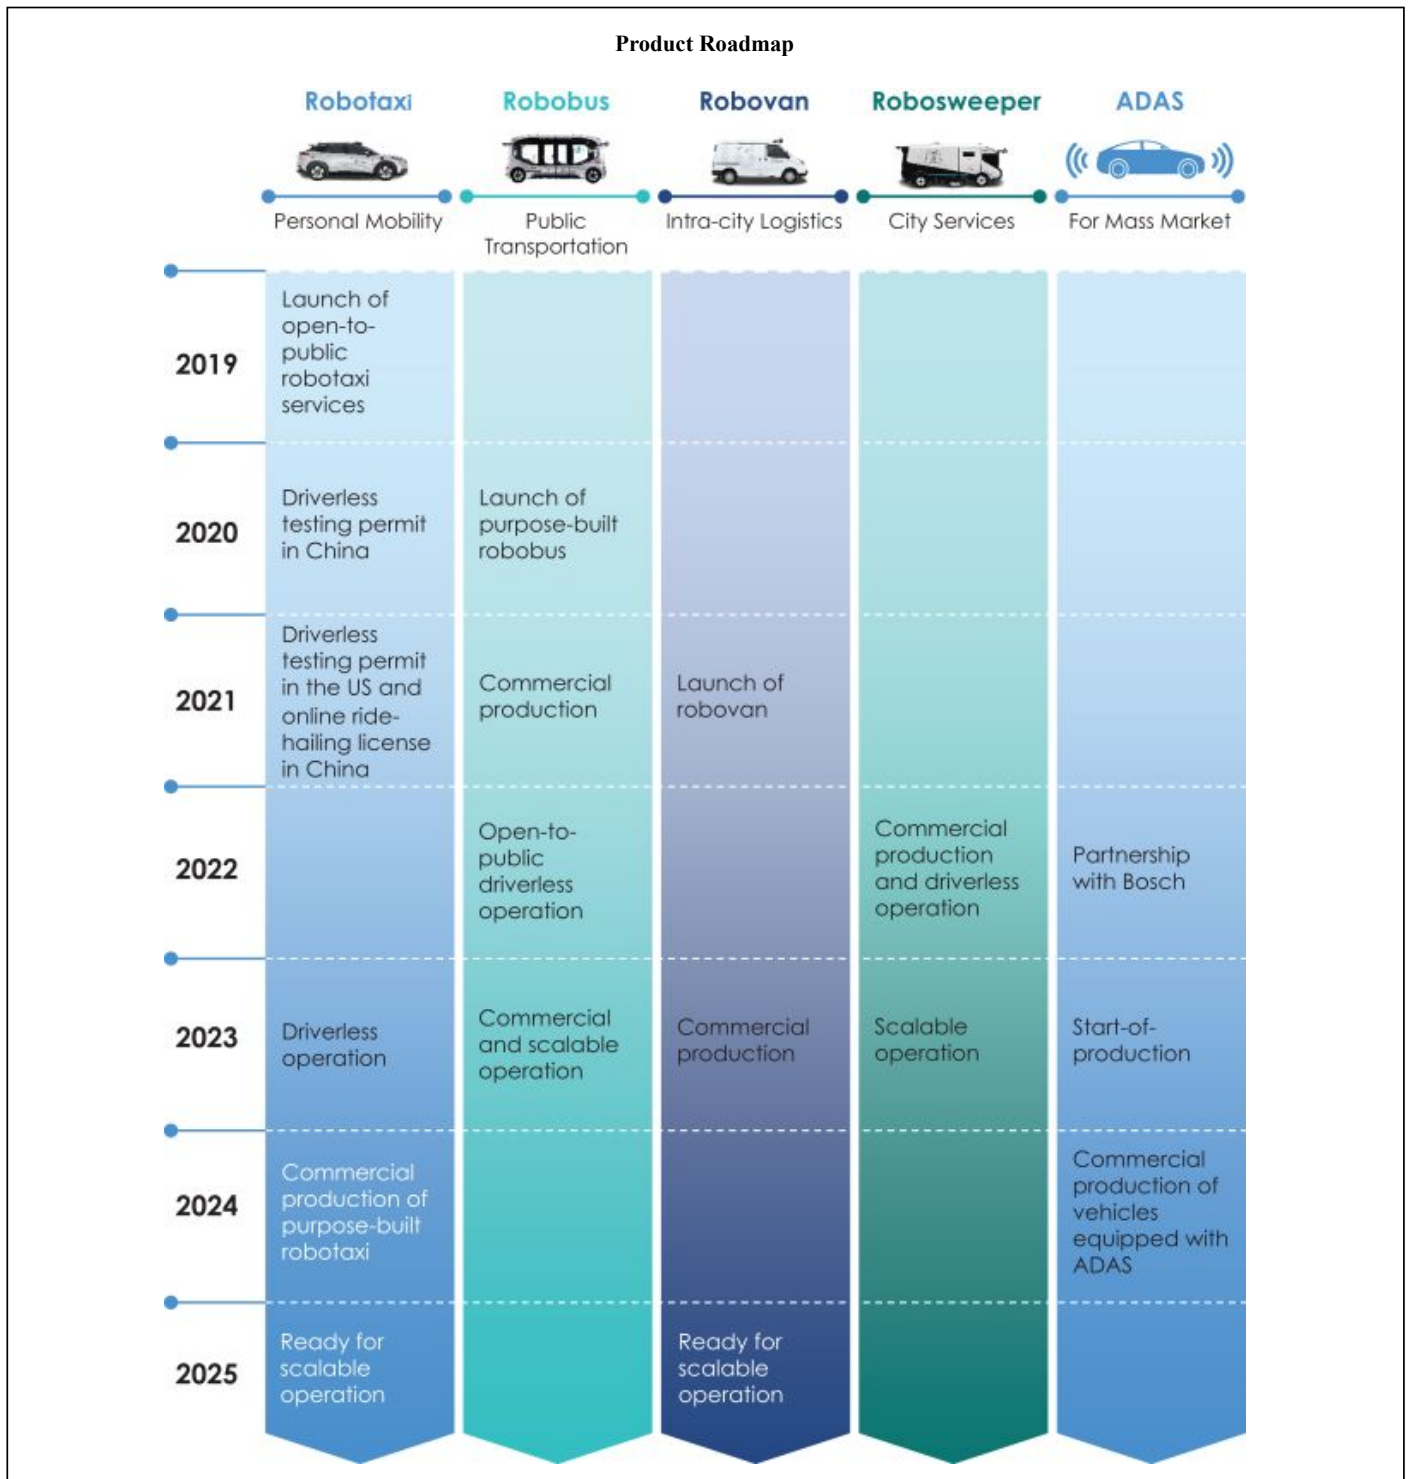 Product Roadmap
Robotaxi
Robobus
Robovan
Robosweeper
ADAS
Personal Mobility
Public
Transportation
Intra-city Logistics
City Services
For Mass Market
2019
Launch of
open-to-
public
robotaxi
services
2020
Driverless
testing permit
in China
Launch of
purpose-built
robobus
2021
Driverless
testing permit
in the US and
online ride-
hailing license
in China
Commercial
production
Launch of
robovan
2022
Open-to-
public
driverless
operation
Commercial
production
and driverless
operation
Partnership
with Bosch
2023
Driverless
operation
Commercial
and scalable
operation
Commercial
production
Scalable
operation
Start-of-
production
2024
Commercial
production of
purpose-built
robotaxi
Commercial
production of
vehicles
equipped with
ADAS
2025
Ready for
scalable
operation
Ready for
scalable
operation